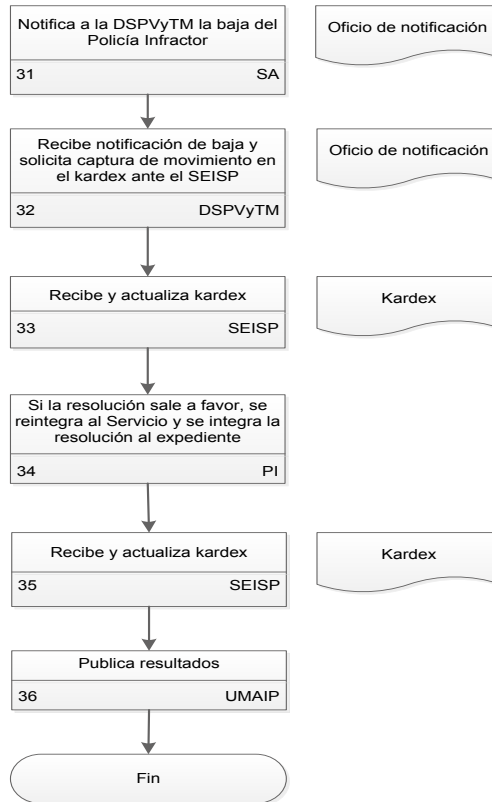 Notifica a la DSPVyTM la baja del
Policía Infractor
31 SA
Oficio de notificación
Recibe notificación de baja y
solicita captura de movimiento en
el kardex ante el SEISP
32 DSPVyTM
Oficio de notificación
Recibe y actualiza kardex
33 SEISP
Kardex
Si la resolución sale a favor, se
reintegra al Servicio y se integra la
resolución al expediente
34 PI
Recibe y actualiza kardex
35 SEISP
Kardex
Publica resultados
36 UMAIP
Fin